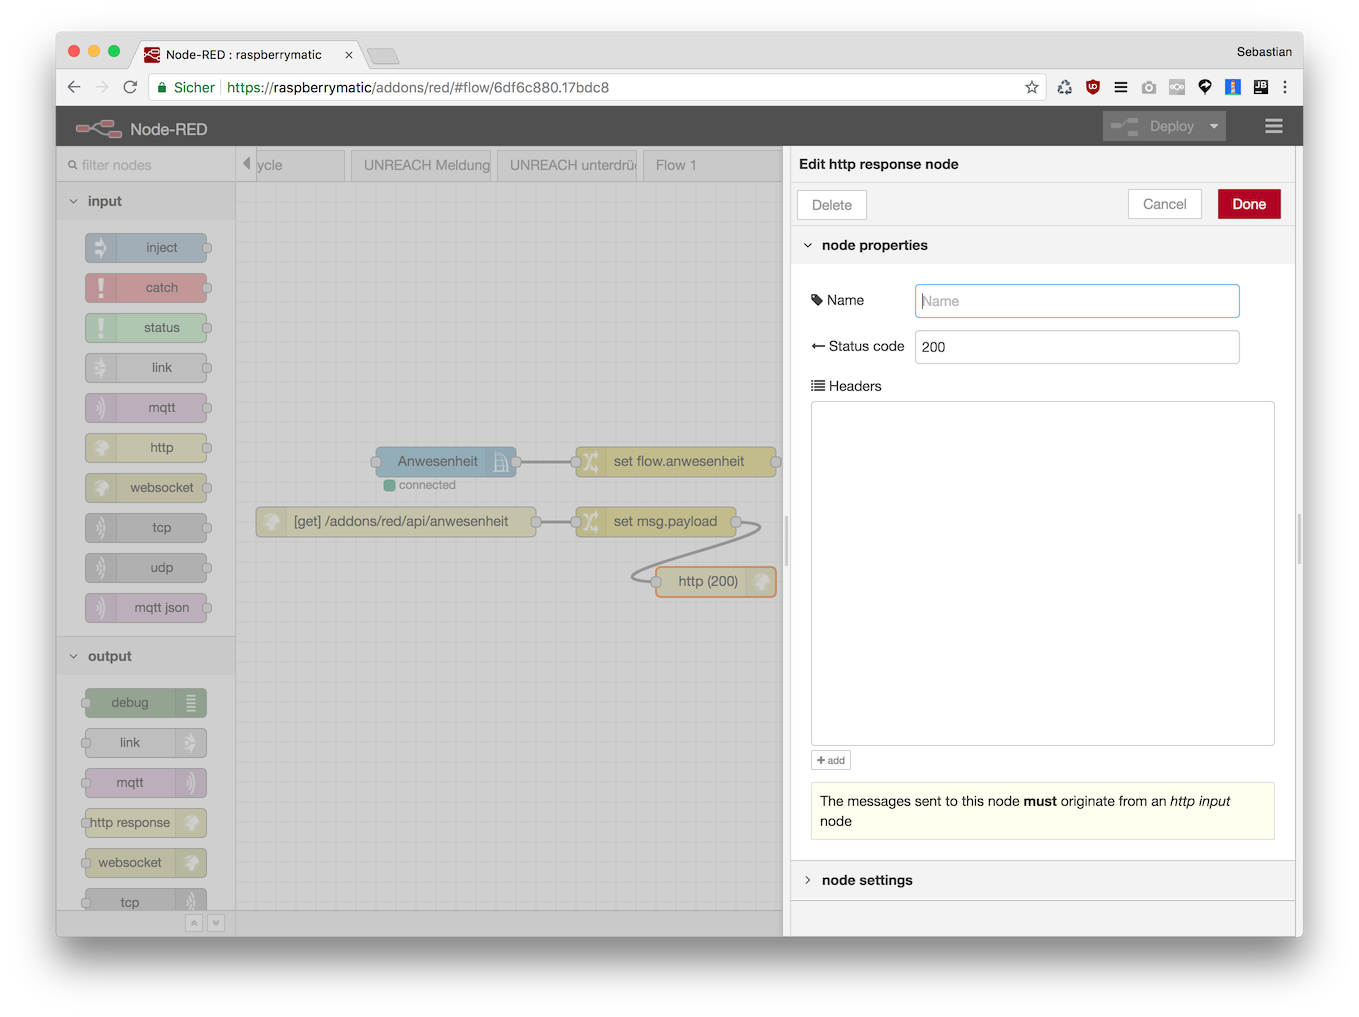 Node-RED : raspberrymatic
Sebastian
Sicher
https://raspberrymatic/addons/red/#flow/6df6c880.17bdc8
Node-RED
Deploy
filter nodes
ycle
UNREACH Meldung
UNREACH unterdrü
Flow 1
input
inject
catch
status
link
mqtt
http
websocket
tcp
udp
mqtt json
output
debug
link
mqtt
http response
websocket
tcp
Anwesenheit
connected
set flow.anwesenheit
[get] /addons/red/api/anwesenheit
set msg.payload
http (200)
Edit http response node
Delete
Cancel
Done
node properties
Name
Name
Status code
200
Headers
+ add
The messages sent to this node must originate from an http input
node
node settings